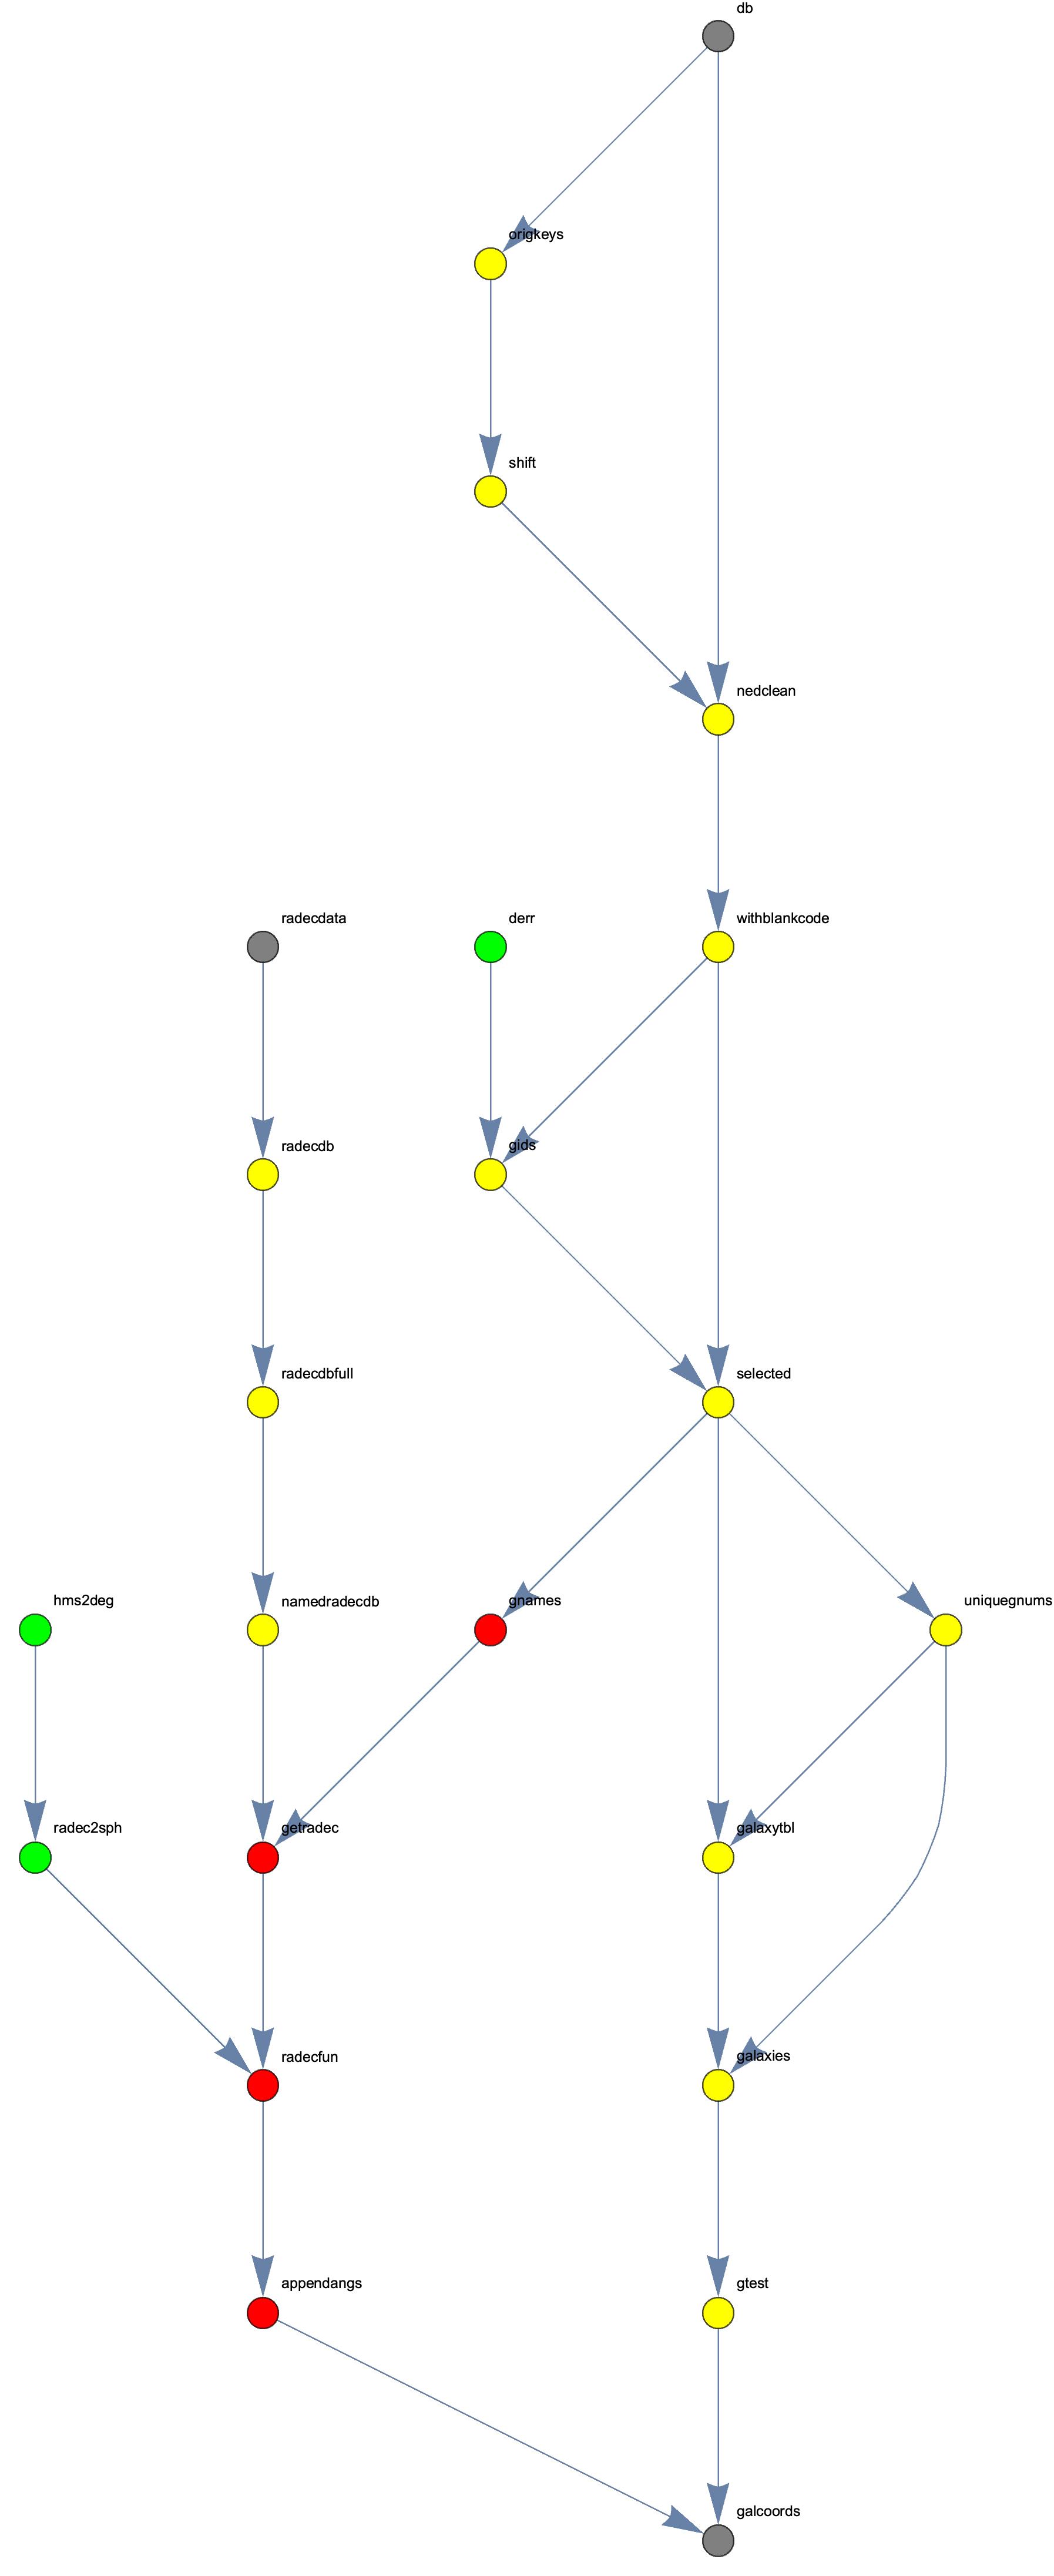 db
origkeys
shift
nedclean
radecdata
derr
withblankcode
radecdb
gids
radecdbfull
selected
hms2deg
namedradecdb
gnames
uniquegnums
radec2sph
getradec
galaxytbl
radecfun
galaxies
appendangs
gtest
galcoords